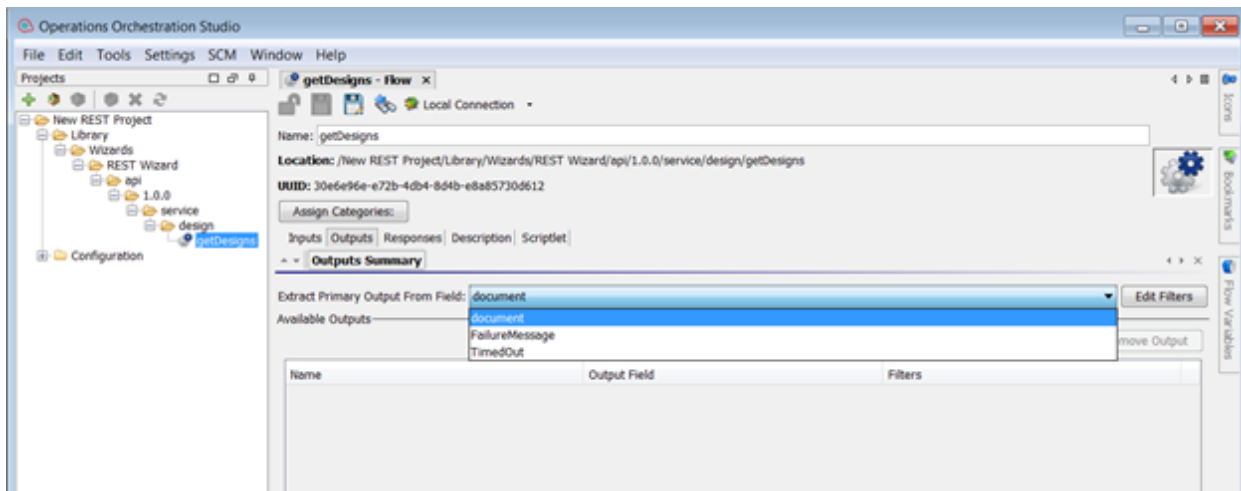 Operations Orchestration Studio
File Edit Tools Settings SCM Window Help
Projects
getDesigns - Flow
Local Connection
New REST Project
Library
Wizards
REST Wizard
api
1.0.0
service
design
getDesigns
Configuration
Name: getDesigns
Location: /New REST Project/Library/Wizards/REST Wizard/api/1.0.0/service/design/getDesigns
UUID: 30e6e96e-e72b-4db4-8d4b-e8a85730d612
Assign Categories:
Inputs Outputs Responses Description Scriptlet
Outputs Summary
Extract Primary Output From Field: document Edit Filters
document
Available Outputs
FailureMessage
move Output
TimedOut
Name Output Field Filters
Icons
Bookmarks
Flow Variables